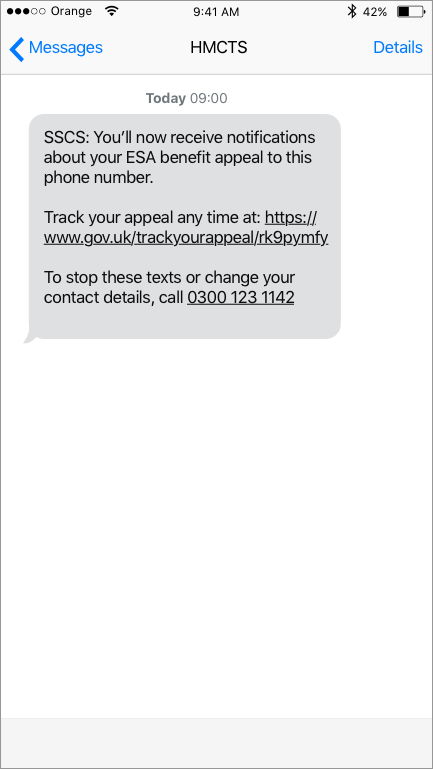 Orange 9:41 AM 42%
Messages HMCTS Details
Today 09:00
SSCS: You’ll now receive notifications
about your ESA benefit appeal to this
phone number.
Track your appeal any time at: https://
www.gov.uk/trackyourappeal/rk9pymfy
To stop these texts or change your
contact details, call 0300 123 1142